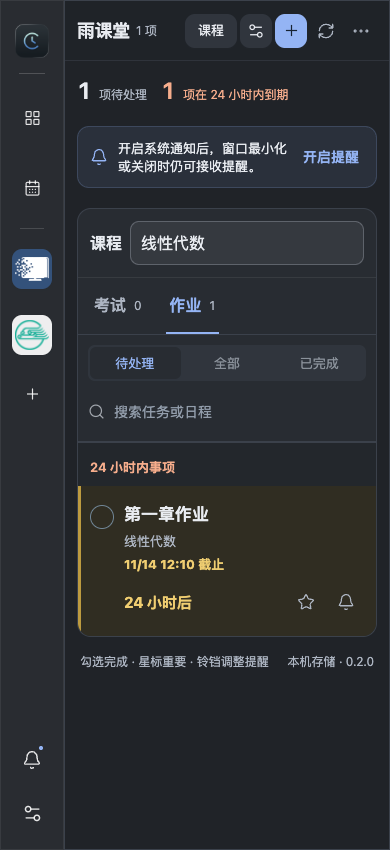 雨课堂 1 项 课程
1 项待处理 1 项在 24 小时内到期
开启系统通知后，窗口最小化
或关闭时仍可接收提醒。
开启提醒
课程 线性代数
考试 0 作业 1
待处理 全部 已完成
搜索任务或日程
24 小时内事项
第一章作业
线性代数
11/14 12:10 截止
24 小时后
勾选完成 · 星标重要 · 铃铛调整提醒 本机存储 · 0.2.0